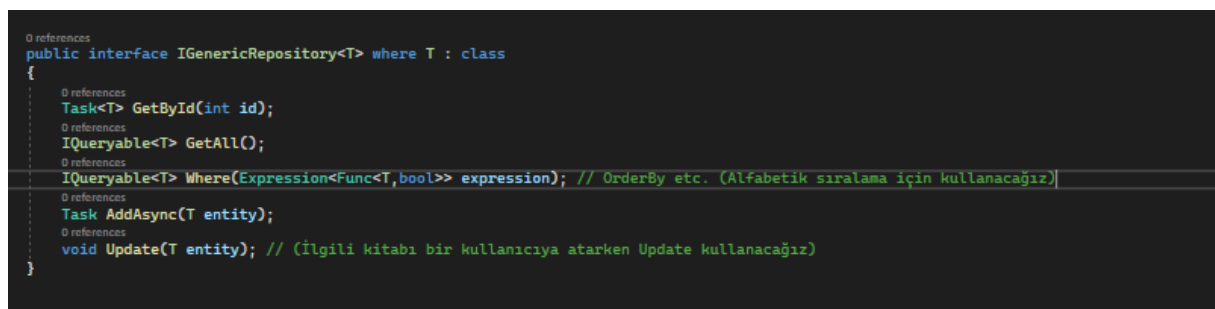 0 references
public interface IGenericRepository<T> where T : class
{
0 references
Task<T> GetById(int id);
0 references
IQueryable<T> GetAll();
0 references
IQueryable<T> Where(Expression<Func<T,bool>> expression); // OrderBy etc. (Alfabetik sıralama için kullanacağız)
0 references
Task AddAsync(T entity);
0 references
void Update(T entity); // (İlgili kitabı bir kullanıcıya atarken Update kullanacağız)
}